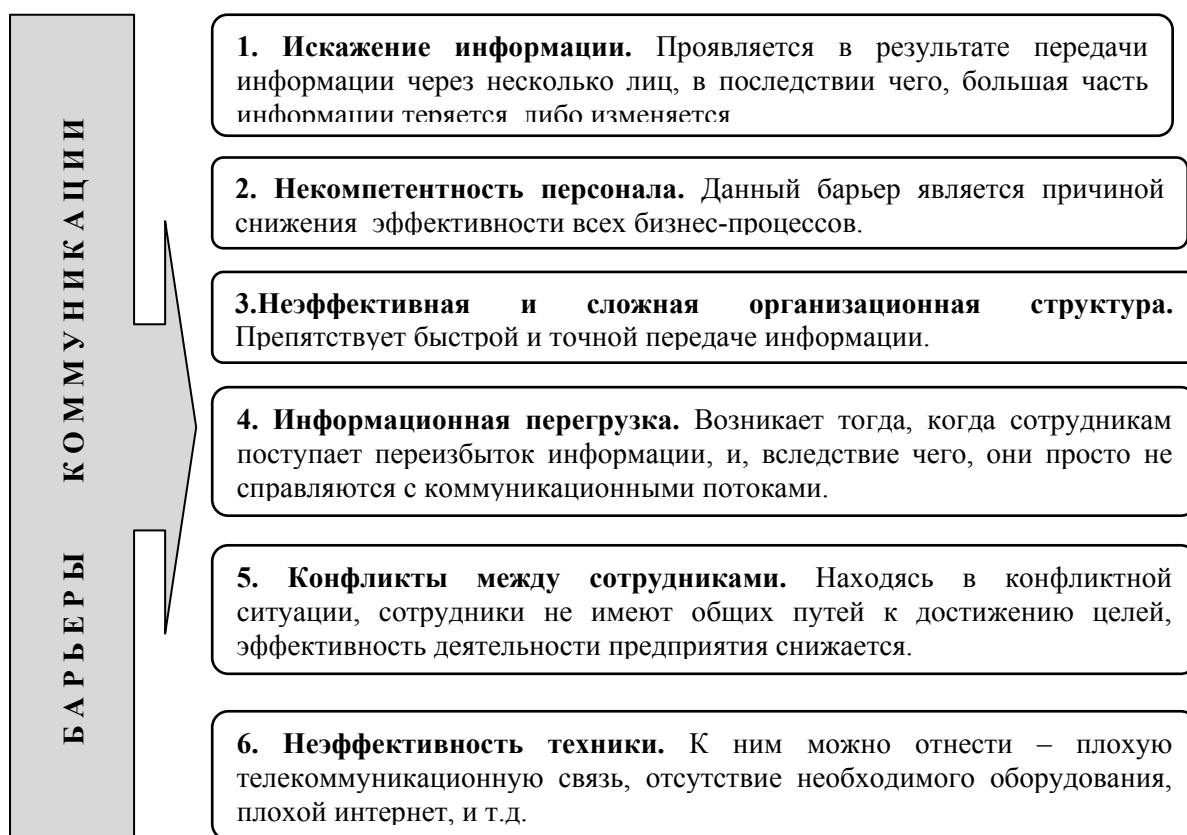 БАРЬЕРЫ КОММУНИКАЦИИ
1. Искажение информации. Проявляется в результате передачи
информации через несколько лиц, в последствии чего, большая часть
информации теряется либо изменяется
2. Некомпетентность персонала. Данный барьер является причиной
снижения эффективности всех бизнес-процессов.
3.Неэффективная и сложная организационная структура.
Препятствует быстрой и точной передаче информации.
4. Информационная перегрузка. Возникает тогда, когда сотрудникам
поступает переизбыток информации, и, вследствие чего, они просто не
справляются с коммуникационными потоками.
5. Конфликты между сотрудниками. Находясь в конфликтной
ситуации, сотрудники не имеют общих путей к достижению целей,
эффективность деятельности предприятия снижается.
6. Неэффективность техники. К ним можно отнести – плохую
телекоммуникационную связь, отсутствие необходимого оборудования,
плохой интернет, и т.д.